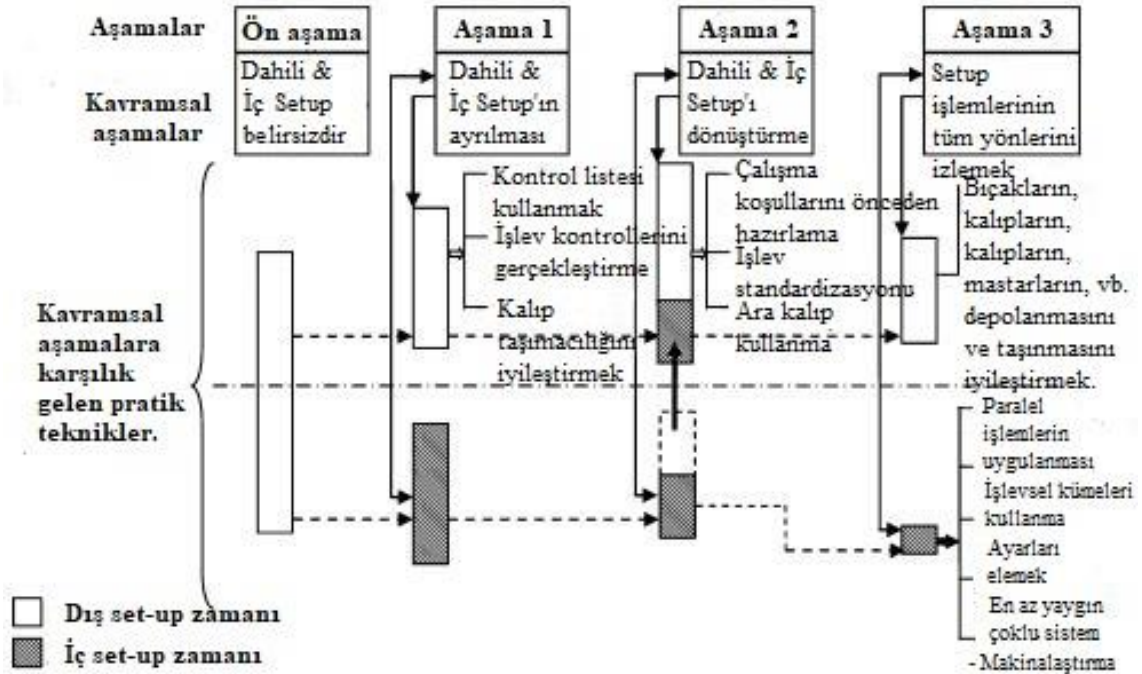 Aşamalar
Ön aşama
Aşama 1
Aşama 2
Aşama 3
Kavramsal
aşamalar
Dahili &
İç Setup
belirsizdir
Dahili &
İç Setup'ın
ayrılması
Dahili & İç
Setup'ı
dönüştürme
Setup
işlemlerinin
tüm yönlerini
izlemek
Kontrol listesi
kullanmak
İşlev kontrollerini
gerçekleştirme
Kalıp
taşımacılığını
iyileştirmek
Çalışma
koşullarını önceden
hazırlama
İşlev
standardizasyonu
Ara kalıp
kullanma
Bıçakların,
kalıpların,
kalıpların,
mastarların, vb.
depolanmasını
ve taşınmasını
iyileştirmek.
Kavramsal
aşamalara
karşılık
gelen pratik
teknikler.
Paralel
işlemlerin
uygulanması
İşlevsel kümeleri
kullanma
Ayarları
elemek
En az yaygın
çoklu sistem
- Makinalaştırma
Dış set-up zamanı
İç set-up zamanı